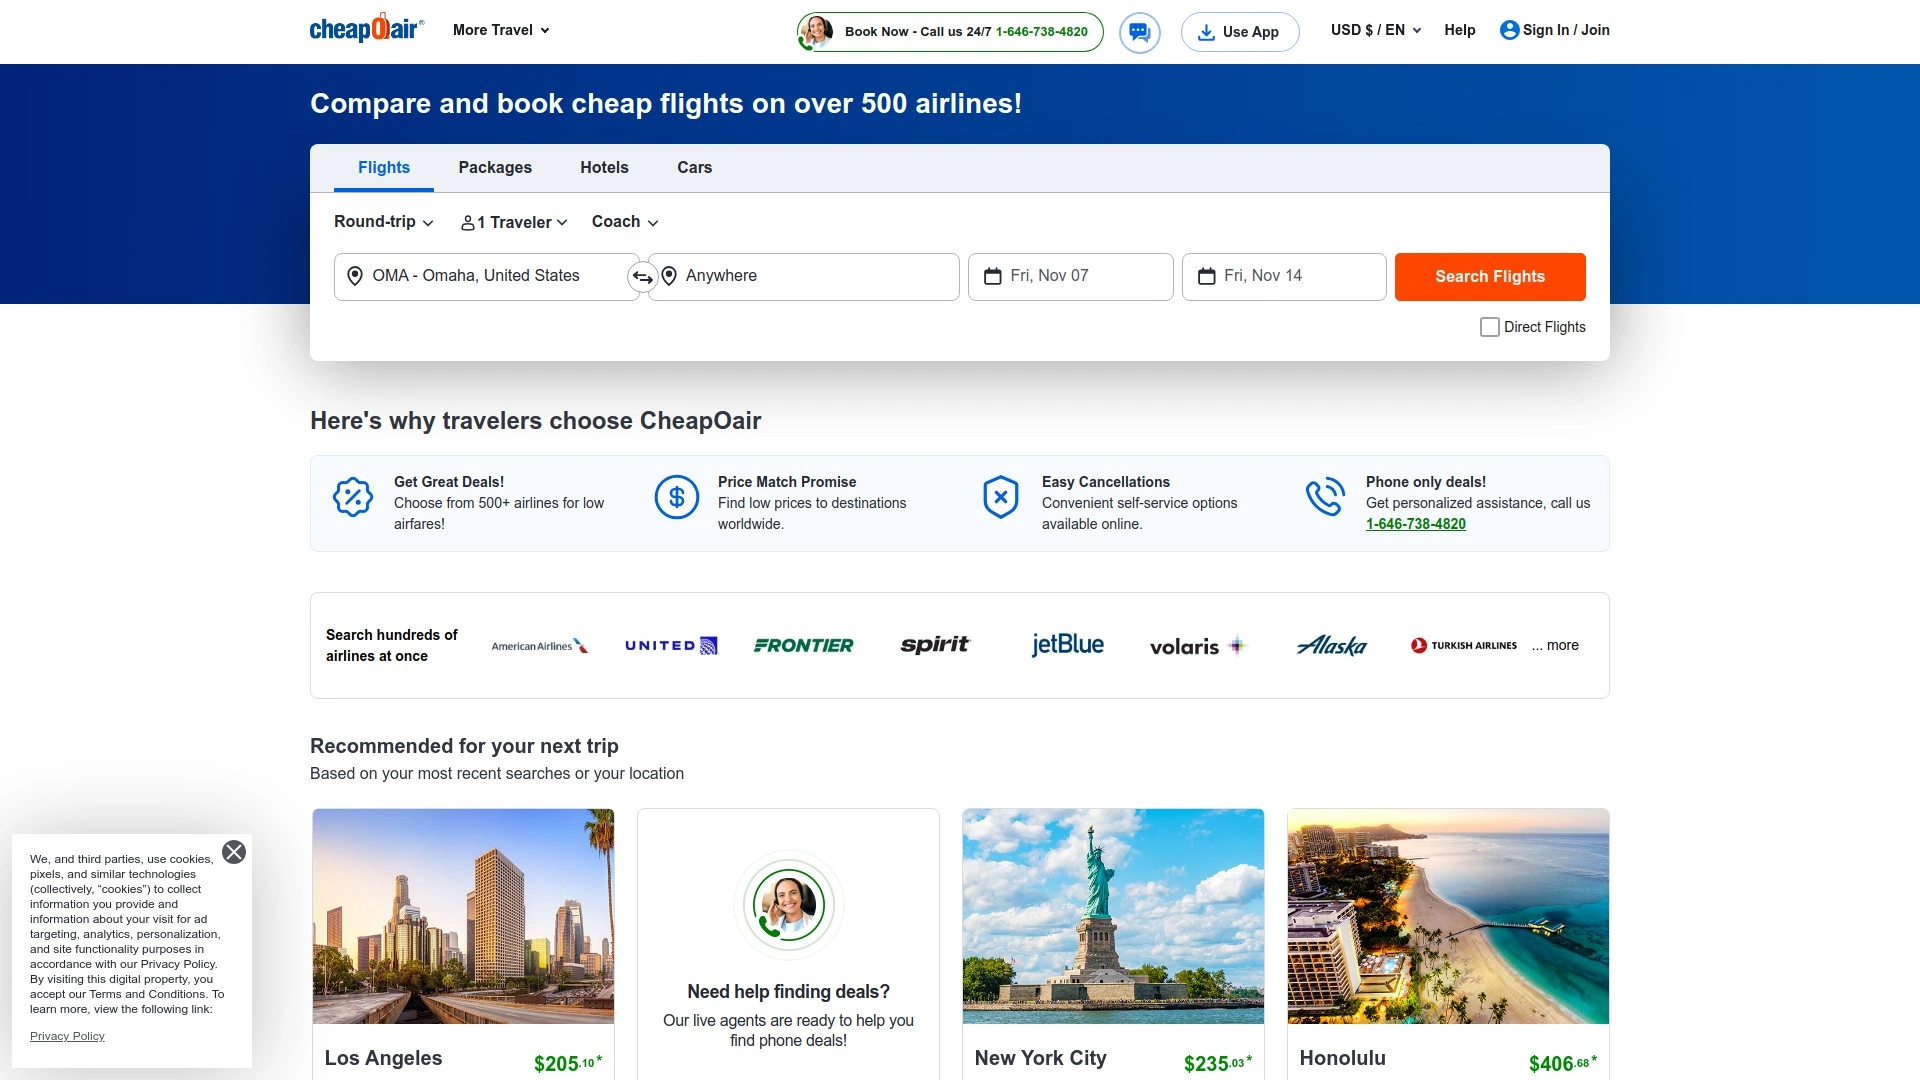 cheapOair®
More Travel
Book Now - Call us 24/7 1-646-738-4820
Use App
USD $ / EN
Help
Sign In / Join
Compare and book cheap flights on over 500 airlines!
Flights
Packages
Hotels
Cars
Round-trip
1 Traveler
Coach
OMA - Omaha, United States
Anywhere
Fri, Nov 07
Fri, Nov 14
Search Flights
Direct Flights
Here's why travelers choose CheapOair
Get Great Deals!
Choose from 500+ airlines for low
airfares!
Price Match Promise
Find low prices to destinations
worldwide.
Easy Cancellations
Convenient self-service options
available online.
Phone only deals!
Get personalized assistance, call us
1-646-738-4820
Search hundreds of
airlines at once
American Airlines
UNITED
FRONTIER
spirit
jetBlue
volaris
Alaska
TURKISH AIRLINES
... more
Recommended for your next trip
Based on your most recent searches or your location
Los Angeles
$205.10*
Need help finding deals?
Our live agents are ready to help you
find phone deals!
New York City
$235.03*
Honolulu
$406.68*
We, and third parties, use cookies,
pixels, and similar technologies
(collectively, “cookies”) to collect
information you provide and
information about your visit for ad
targeting, analytics, personalization,
and site functionality purposes in
accordance with our Privacy Policy.
By visiting this digital property, you
accept our Terms and Conditions. To
learn more, view the following link:
Privacy Policy